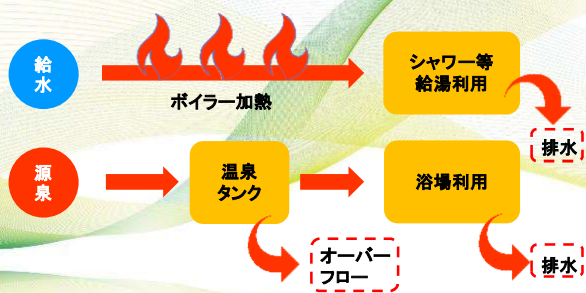 給
水
ボイラー加熱
シャワー等
給湯利用
排水
源
泉
温泉
タンク
浴場利用
オーバー
フロー
排水